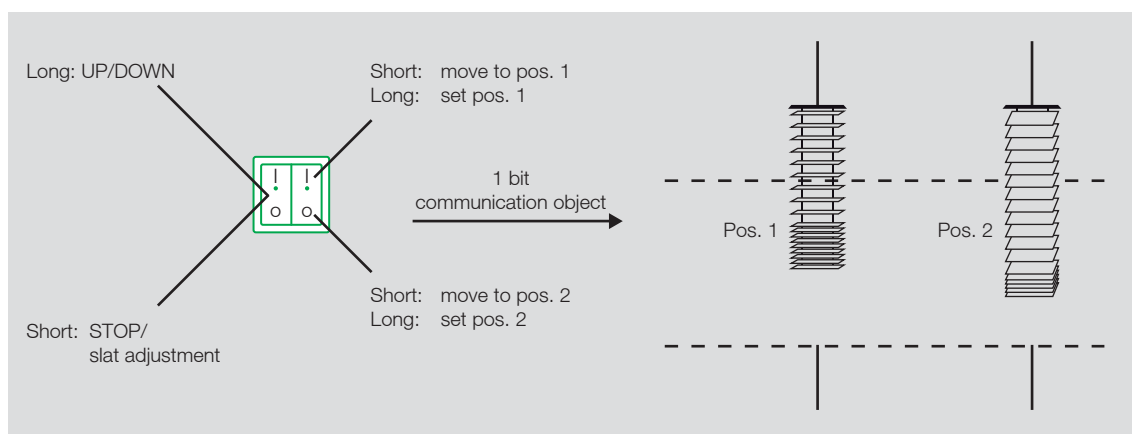 Long: UP/DOWN
Short: move to pos. 1
Long: set pos. 1
1 bit
communication object
Pos. 1
Pos. 2
Short: move to pos. 2
Long: set pos. 2
Short: STOP/
slat adjustment